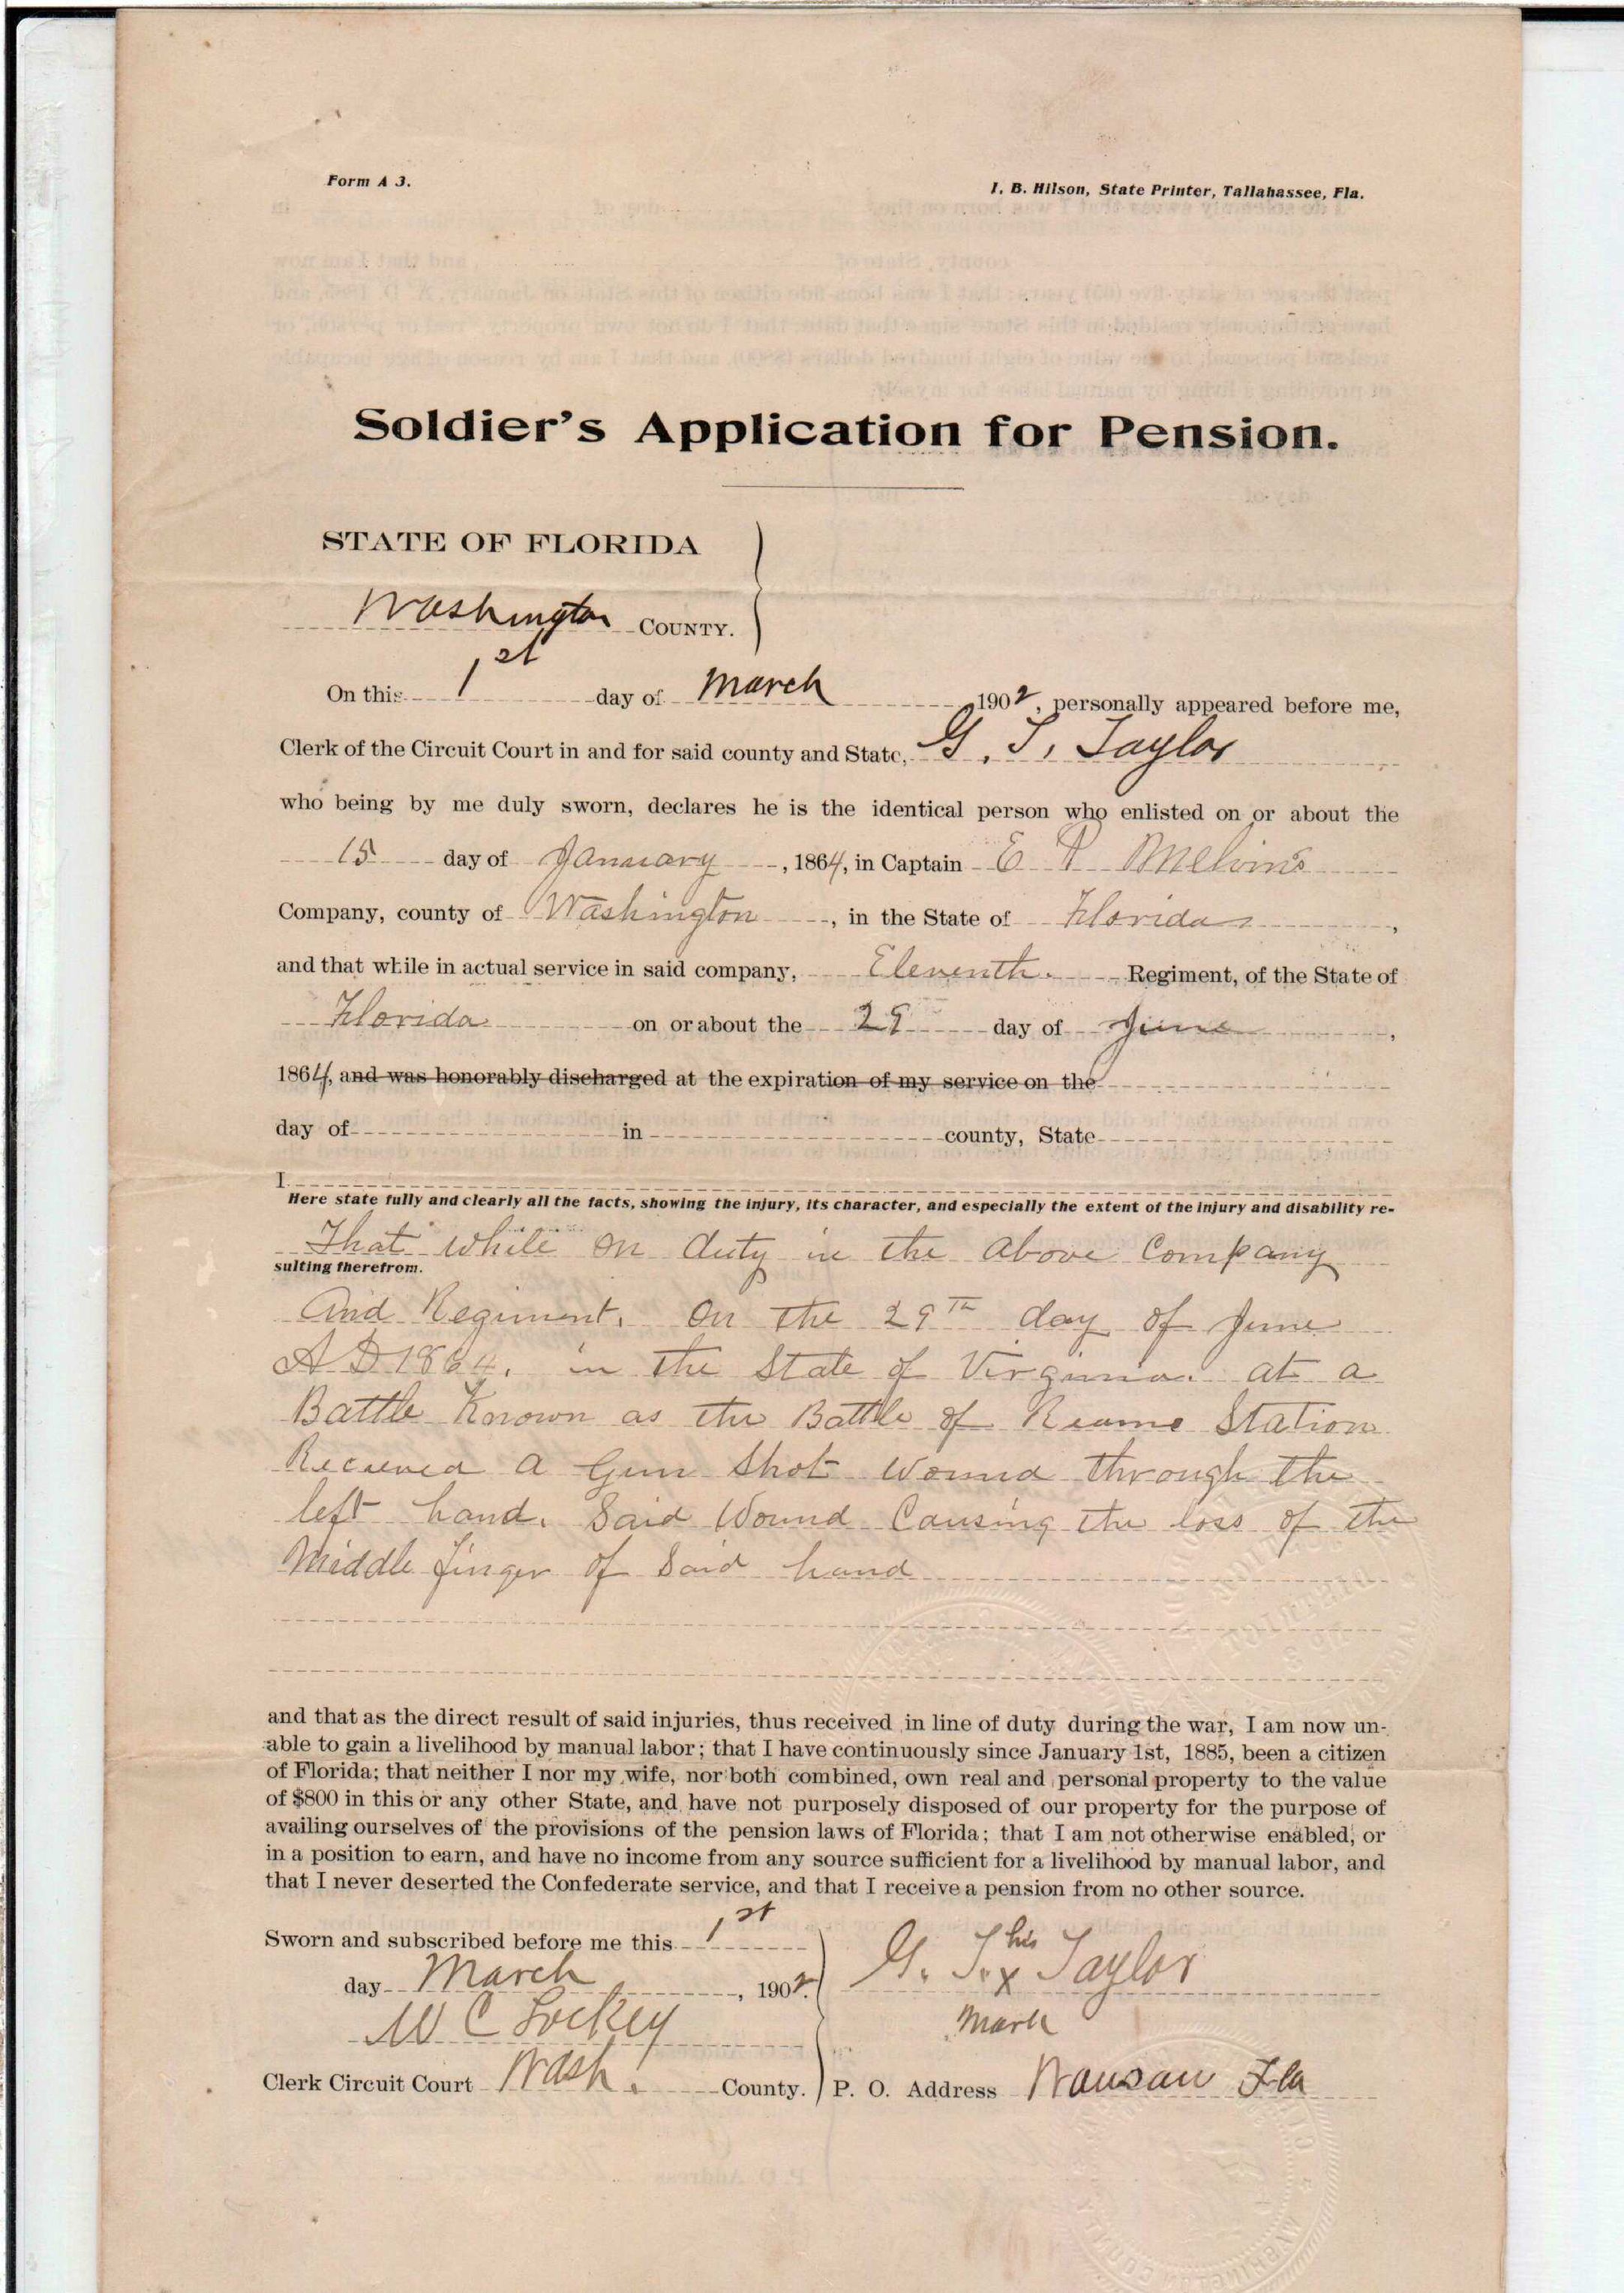 Form A 3.
I. B. Hilson, State Printer, Tallahassee, Fla.
Soldier's Application for Pension.
STATE OF FLORIDA
Washington COUNTY.
On this 1st day of March 1902, personally appeared before me,
Clerk of the Circuit Court in and for said county and State, G. T. Taylor
who being by me duly sworn, declares he is the identical person who enlisted on or about the
15 day of January, 1864, in Captain E Melvins
Company, county of Washington, in the State of Florida,
and that while in actual service in said company, Eleventh. Regiment, of the State of
Florida on or about the 29 day of June,
1864, and was honorably discharged at the expiration of my service on the
day of in county, State
I
Here state fully and clearly all the facts, showing the injury, its character, and especially the extent of the injury and disability re-
That while on duty in the above Company
sulting therefrom.
And Regiment. On the 29TH day of June
A D 1864. in the State of Virginia. at a
Battle Known as the Battle of Reams Station
Recieved a Gun Shot Wound through the
left hand. Said Wound Causing the loss of the
Middle finger of Said hand
and that as the direct result of said injuries, thus received in line of duty during the war, I am now un-
able to gain a livelihood by manual labor; that I have continuously since January 1st, 1885, been a citizen
of Florida; that neither I nor my wife, nor both combined, own real and personal property to the value
of $800 in this or any other State, and have not purposely disposed of our property for the purpose of
availing ourselves of the provisions of the pension laws of Florida; that I am not otherwise enabled, or
in a position to earn, and have no income from any source sufficient for a livelihood by manual labor, and
that I never deserted the Confederate service, and that I receive a pension from no other source.
Sworn and subscribed before me this 1st
day March, 1902.
G. T. his x Taylor
mark
W C Lockey
Clerk Circuit Court Wash. County.
P. O. Address Wausau Fla